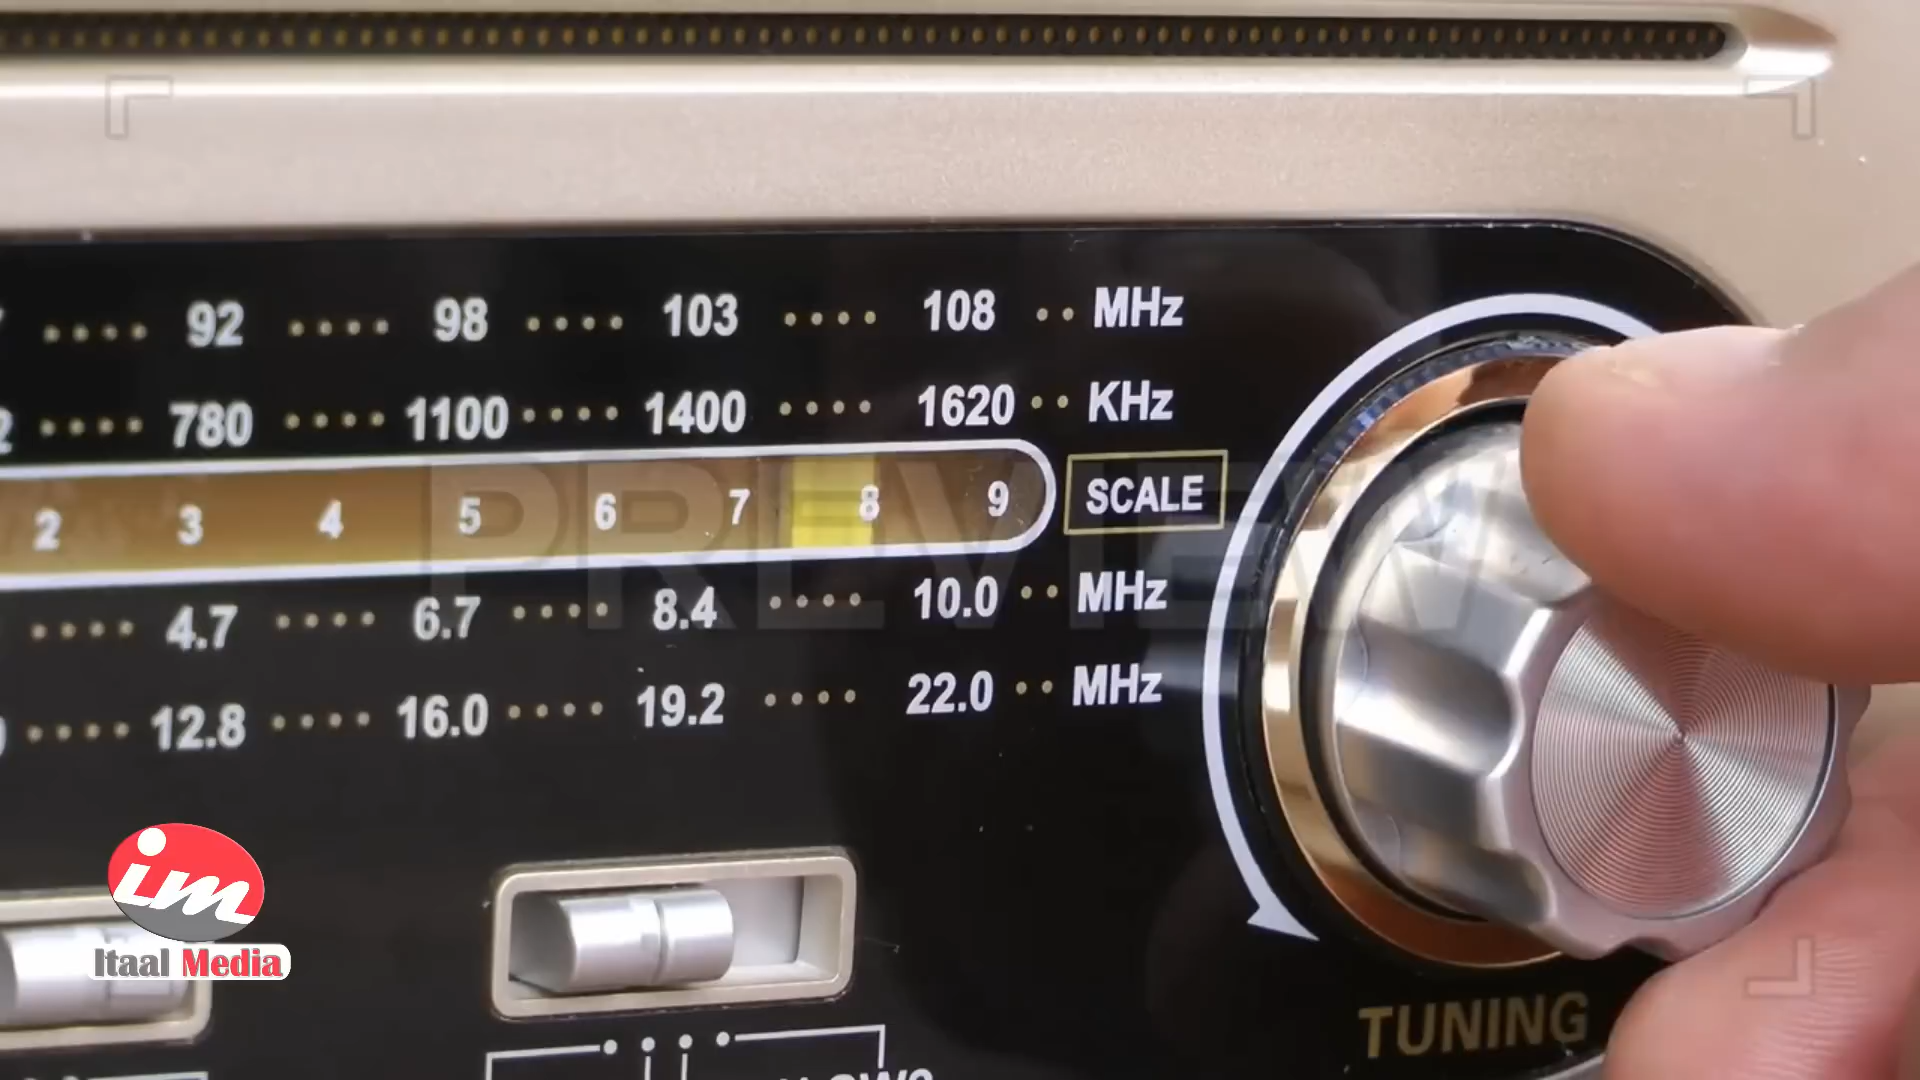 92 98 103 108 MHz
780 1100 1400 1620 KHz
2 3 4 5 6 7 8 9 SCALE
PREVIEW
4.7 6.7 8.4 10.0 MHz
12.8 16.0 19.2 22.0 MHz
im
Itaal Media
TUNING